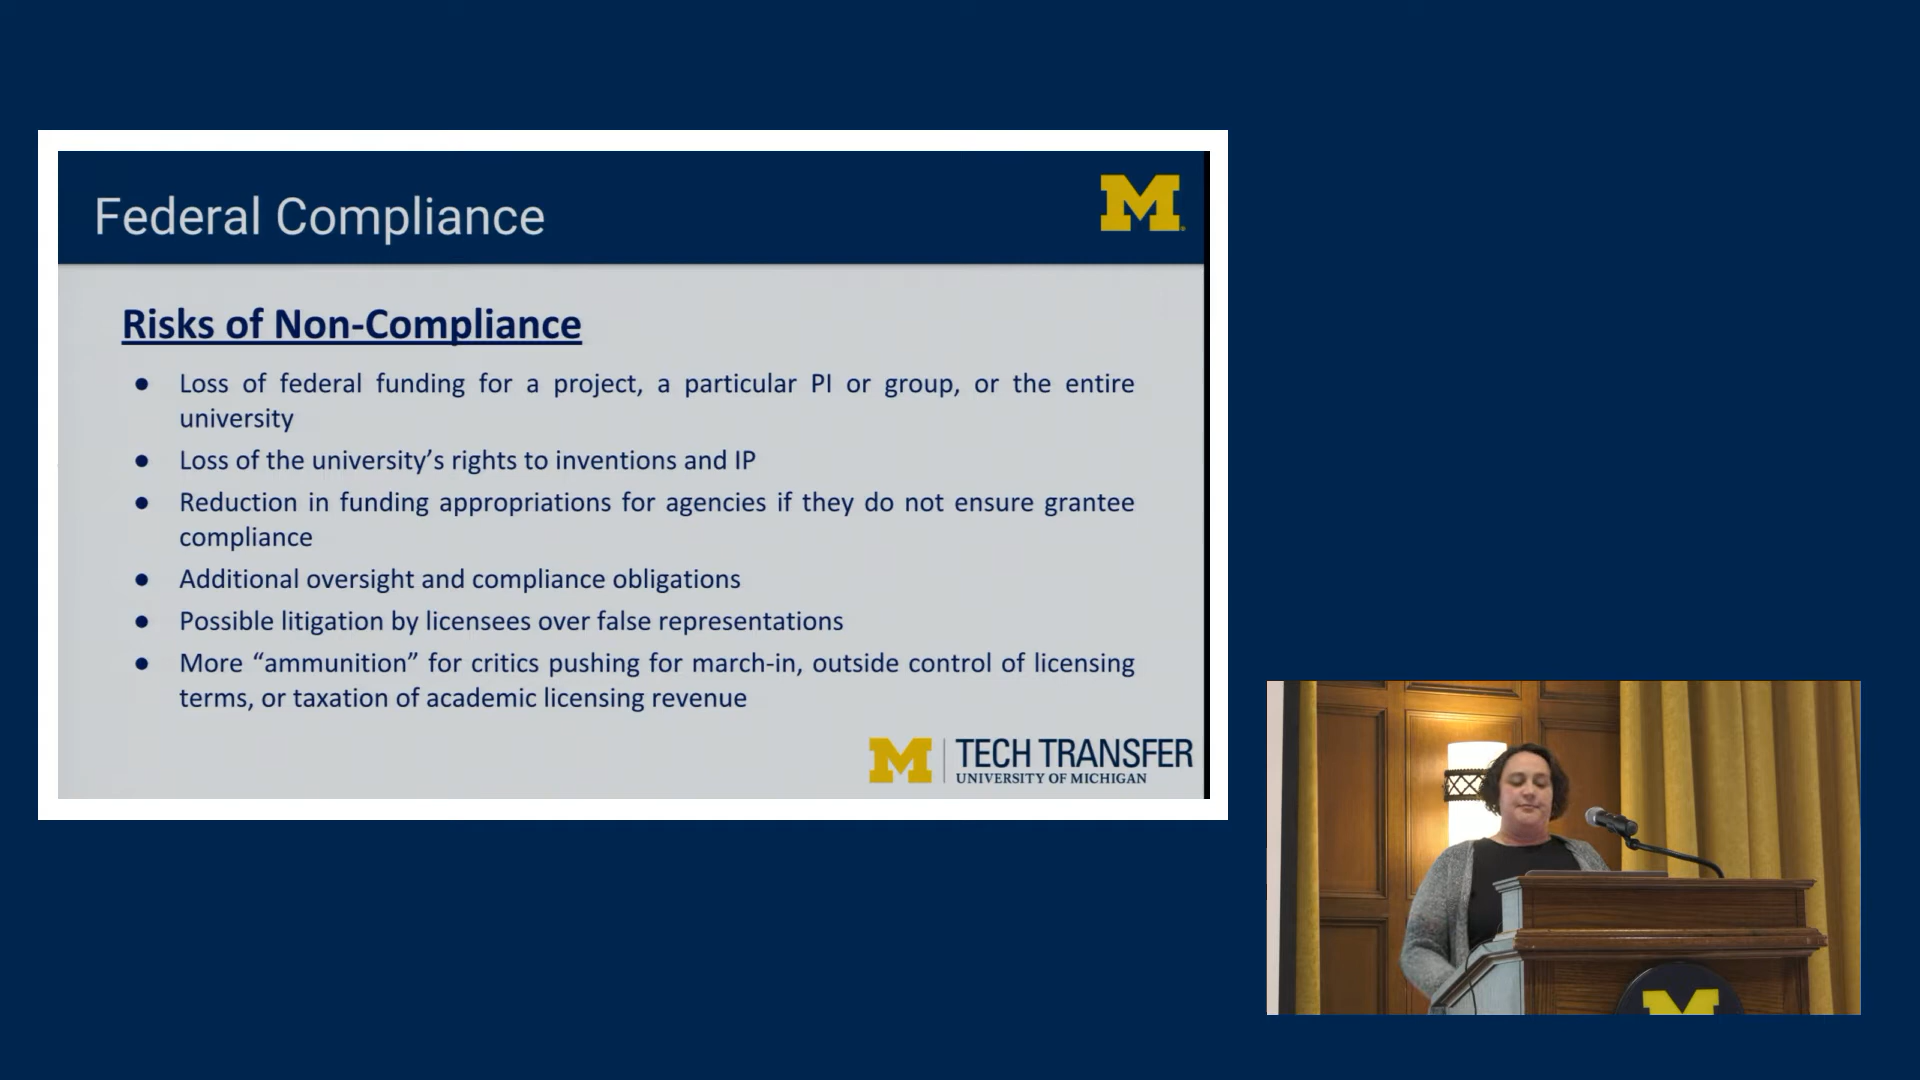 Federal Compliance
M
Risks of Non-Compliance
● Loss of federal funding for a project, a particular PI or group, or the entire
university
● Loss of the university’s rights to inventions and IP
● Reduction in funding appropriations for agencies if they do not ensure grantee
compliance
● Additional oversight and compliance obligations
● Possible litigation by licensees over false representations
● More “ammunition” for critics pushing for march-in, outside control of licensing
terms, or taxation of academic licensing revenue
M TECH TRANSFER
UNIVERSITY OF MICHIGAN
M